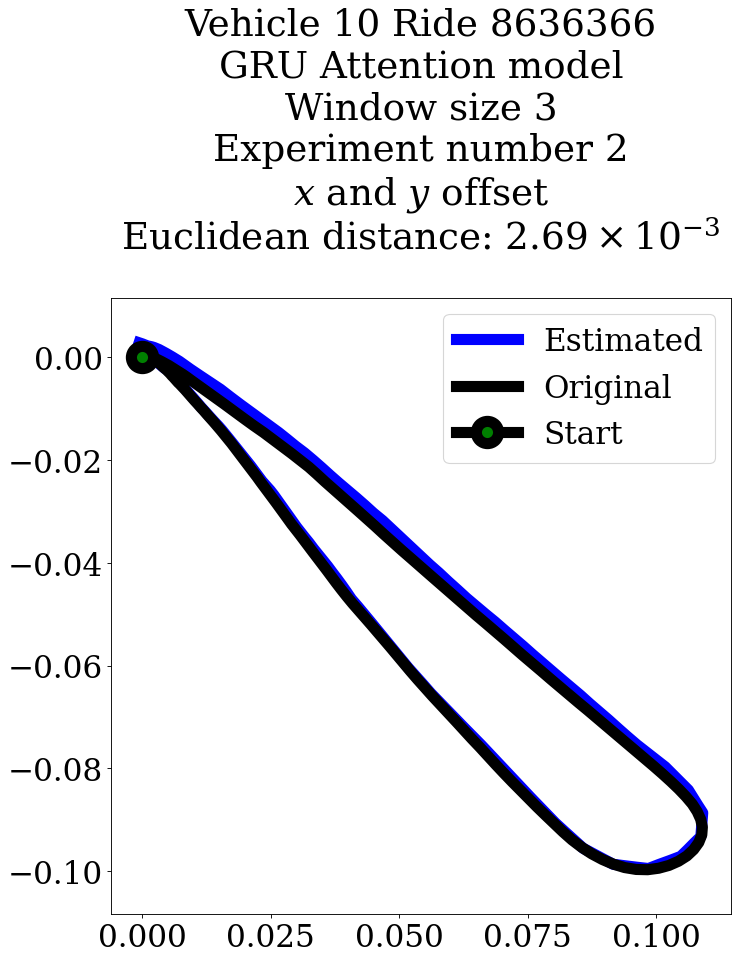 Vehicle 10 Ride 8636366
GRU Attention model
Window size 3
Experiment number 2
x and y offset
Euclidean distance: 2.69 × 10⁻³
Estimated
Original
Start
0.00
−0.02
−0.04
−0.06
−0.08
−0.10
0.000 0.025 0.050 0.075 0.100